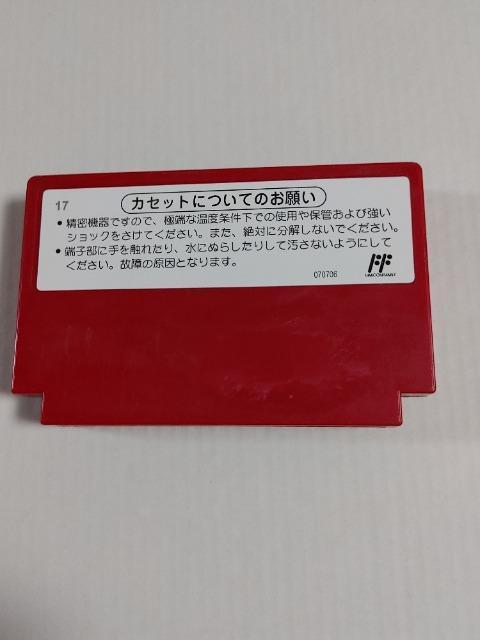 17
カセットについてのお願い
●精密機器ですので、極端な温度条件下での使用や保管および強い
ショックをさけてください。また、絶対に分解しないでください。
●端子部に手を触れたり、水にぬらしたりして汚さないようにして
ください。故障の原因となります。
070706